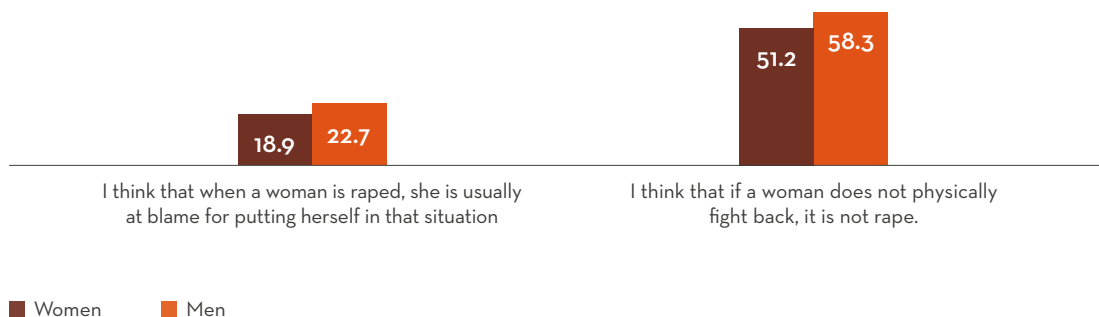 51.2
58.3
18.9
22.7
I think that when a woman is raped, she is usually
at blame for putting herself in that situation
I think that if a woman does not physically
fight back, it is not rape.
Women
Men